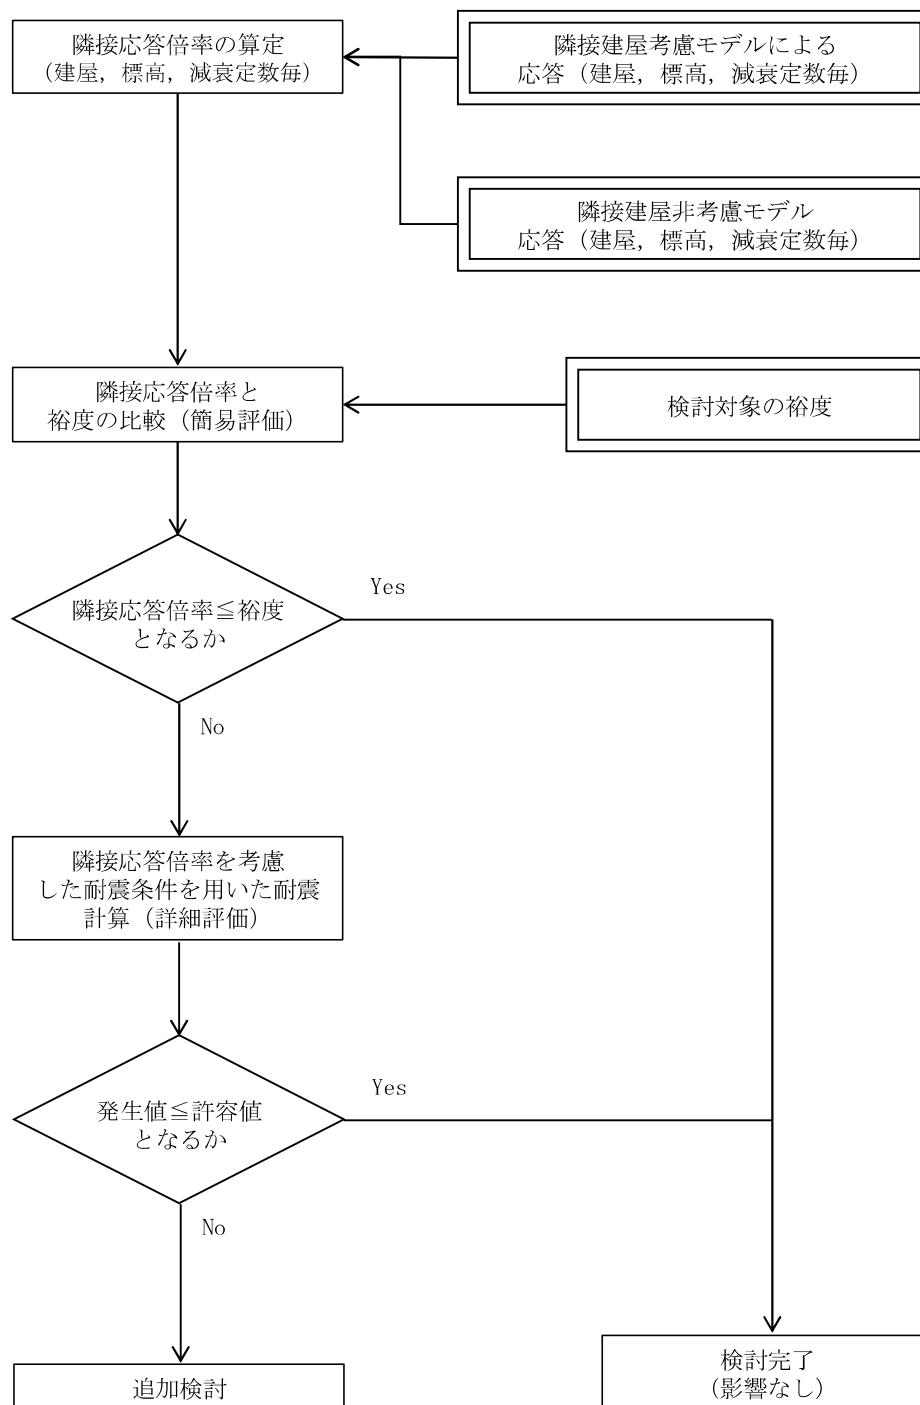 隣接応答倍率の算定
（建屋，標高，減衰定数毎）
隣接建屋考慮モデルによる
応答（建屋，標高，減衰定数毎）
隣接建屋非考慮モデル
応答（建屋，標高，減衰定数毎）
隣接応答倍率と
裕度の比較（簡易評価）
検討対象の裕度
隣接応答倍率≦裕度
となるか
Yes
No
隣接応答倍率を考慮
した耐震条件を用いた耐震
計算（詳細評価）
発生値≦許容値
となるか
Yes
No
追加検討
検討完了
（影響なし）